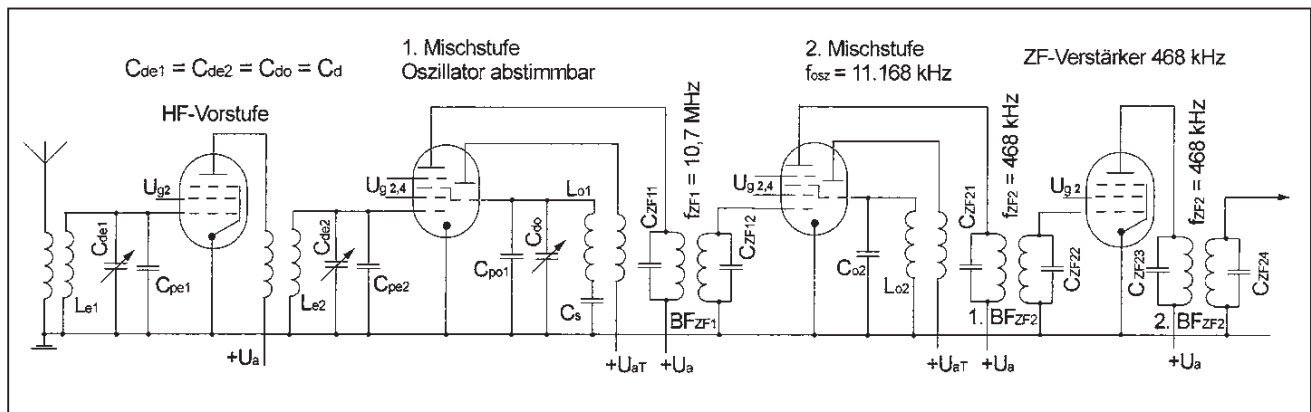 1. Mischstufe
Oszillator abstimmbar
2. Mischstufe
fosz = 11.168 kHz
ZF-Verstärker 468 kHz
Cde1 = Cde2 = Cdo = Cd
HF-Vorstufe
Ug2
Cde1
Cpe1
Le1
+Ua
Ug2,4
Cde2
Cpe2
Le2
Lo1
Cpo1
Cdo
Cs
+UaT
+Ua
CZF11
fZF1 = 10,7 MHz
CZF12
BFZF1
Ug2,4
Co2
Lo2
+UaT
+Ua
CZF21
fZF2 = 468 kHz
CZF22
1. BFZF2
Ug2
CZF23
fZF2 = 468 kHz
CZF24
2. BFZF2
+Ua